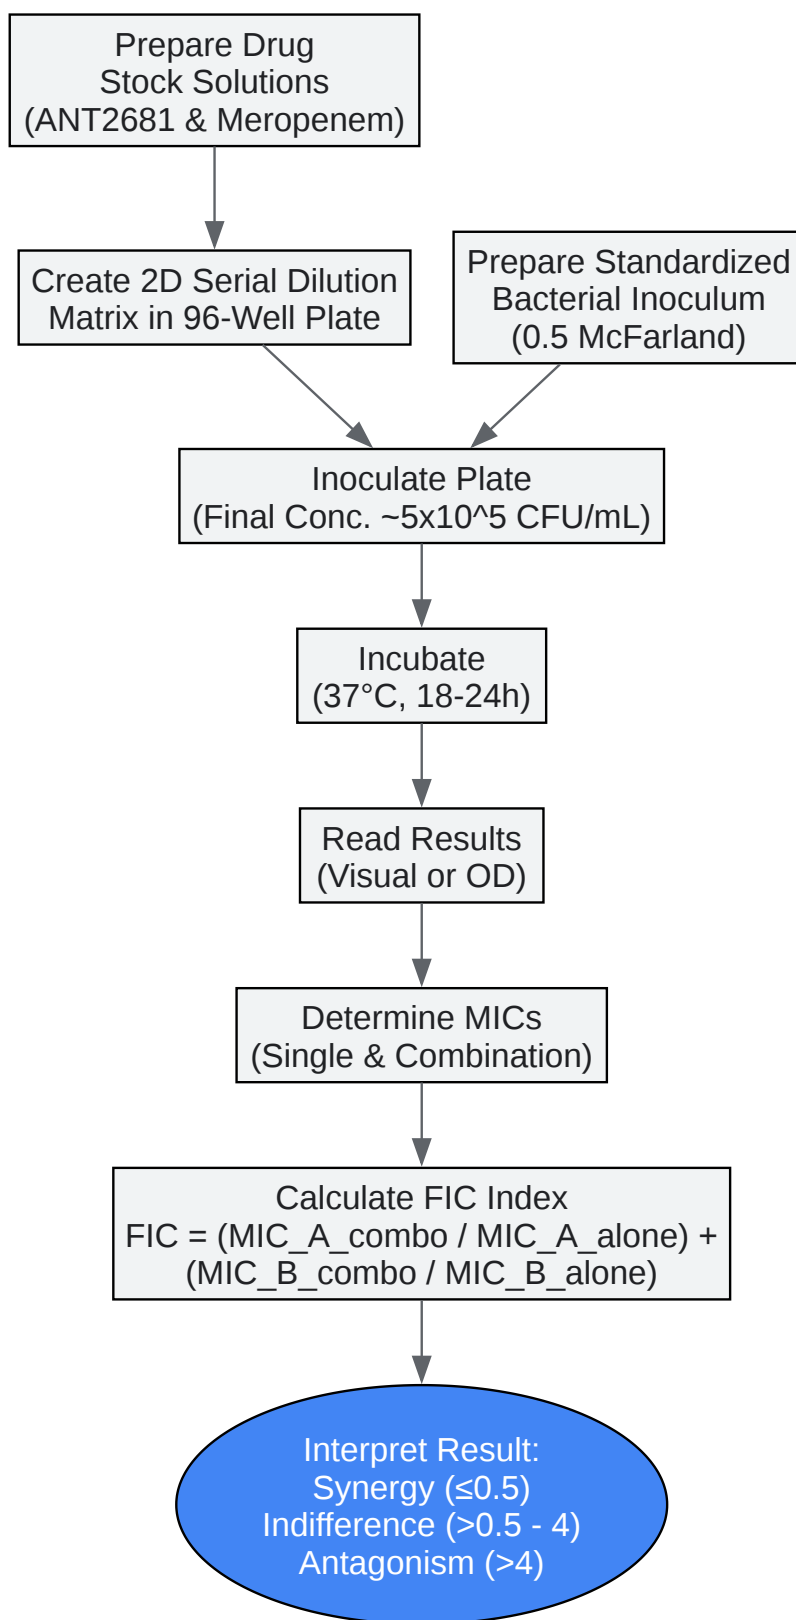 Prepare Drug
Stock Solutions
(ANT2681 & Meropenem)
Create 2D Serial Dilution
Matrix in 96-Well Plate
Prepare Standardized
Bacterial Inoculum
(0.5 McFarland)
Inoculate Plate
(Final Conc. ~5x10^5 CFU/mL)
Incubate
(37°C, 18-24h)
Read Results
(Visual or OD)
Determine MICs
(Single & Combination)
Calculate FIC Index
FIC = (MIC_A_combo / MIC_A_alone) +
(MIC_B_combo / MIC_B_alone)
Interpret Result:
Synergy (≤0.5)
Indifference (>0.5 - 4)
Antagonism (>4)